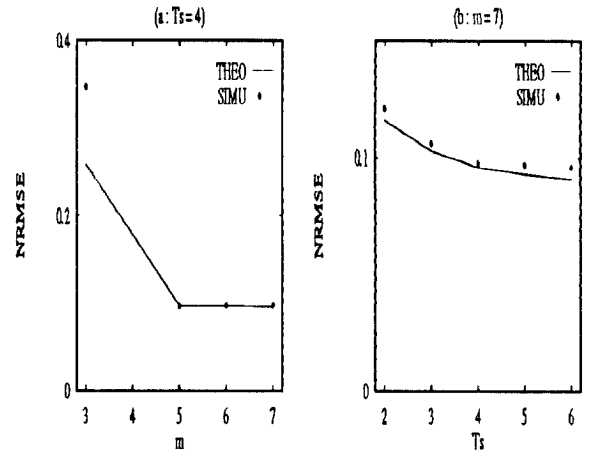 (a: Ts=4)
0.4
THEO
SIMU
0.2
NRMSE
0
3 4 5 6 7
m
(b: m=7)
THEO
SIMU
0.1
NRMSE
0
2 3 4 5 6
Ts